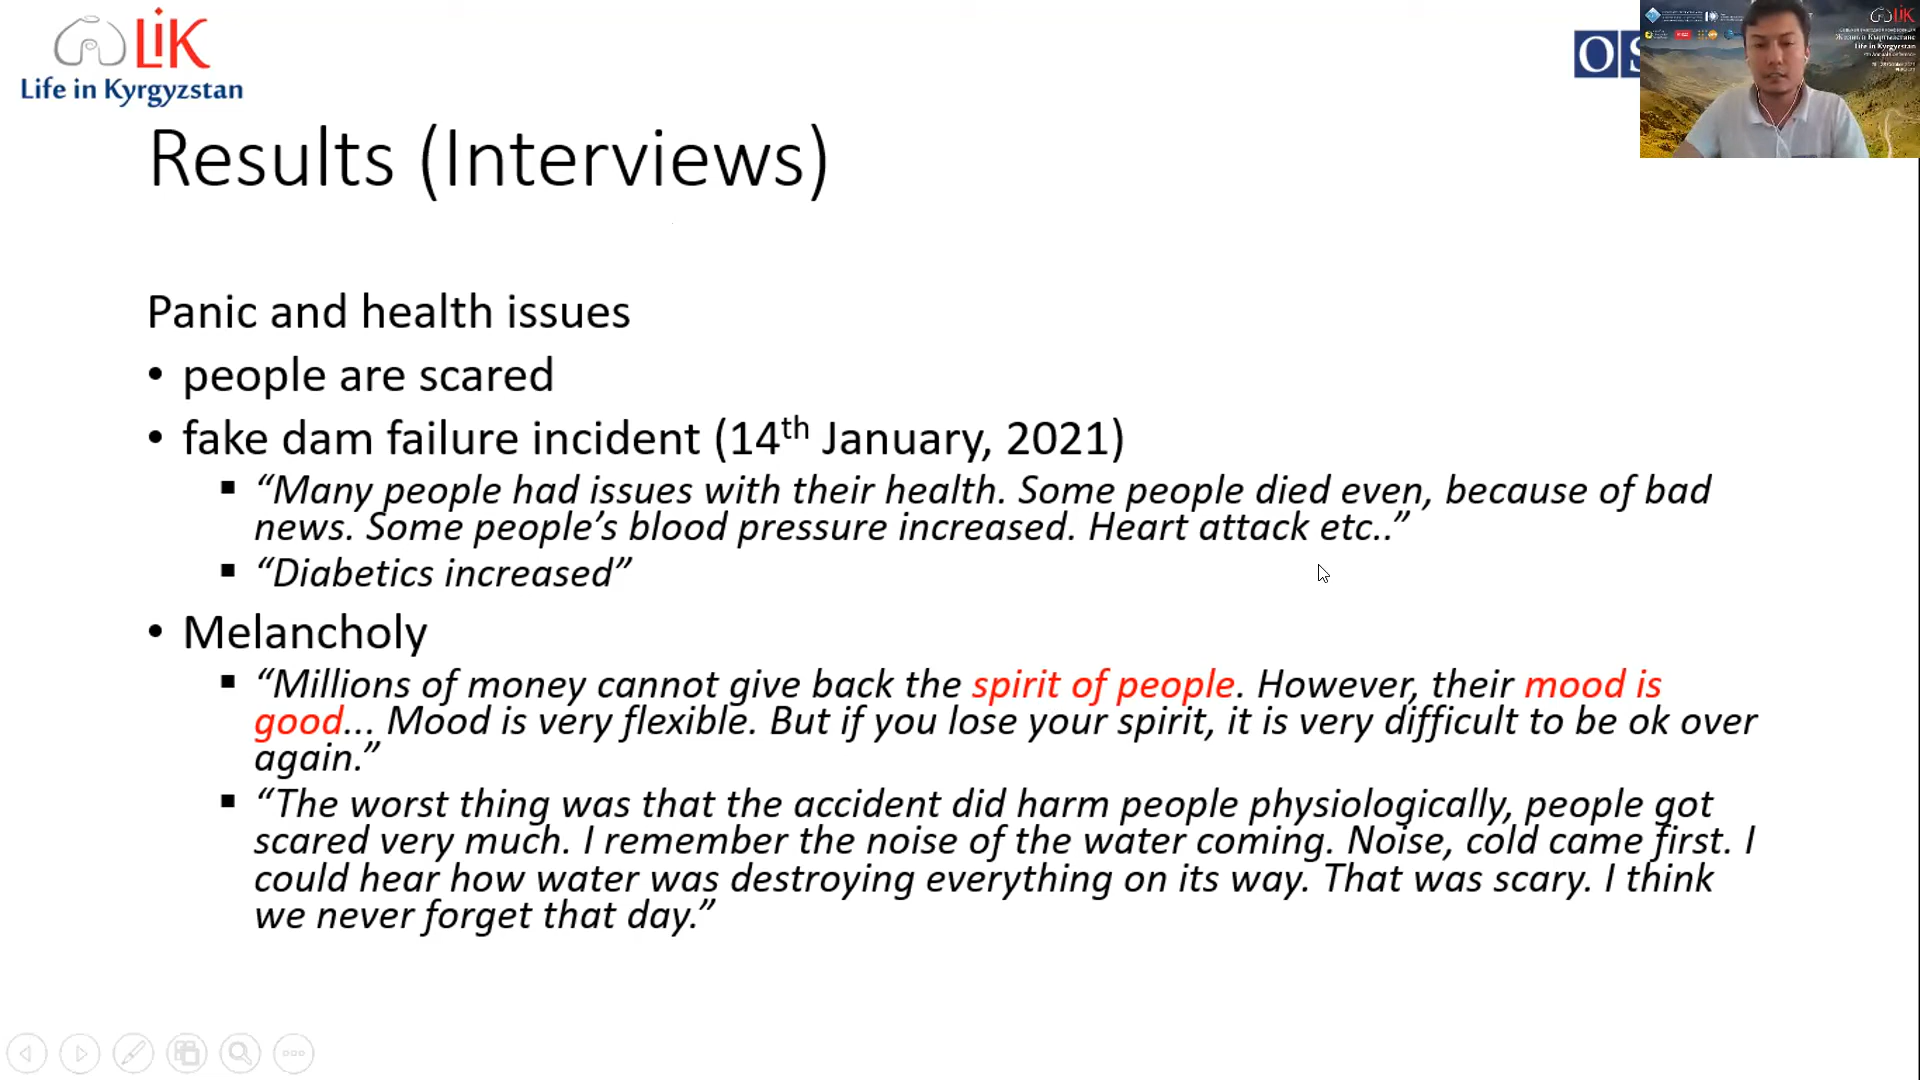 LiK
Life in Kyrgyzstan
OS
LiK
Life in Kyrgyzstan
Results (Interviews)
Panic and health issues
• people are scared
• fake dam failure incident (14th January, 2021)
▪ “Many people had issues with their health. Some people died even, because of bad
news. Some people’s blood pressure increased. Heart attack etc..”
▪ “Diabetics increased”
• Melancholy
▪ “Millions of money cannot give back the spirit of people. However, their mood is
good... Mood is very flexible. But if you lose your spirit, it is very difficult to be ok over
again.”
▪ “The worst thing was that the accident did harm people physiologically, people got
scared very much. I remember the noise of the water coming. Noise, cold came first. I
could hear how water was destroying everything on its way. That was scary. I think
we never forget that day.”